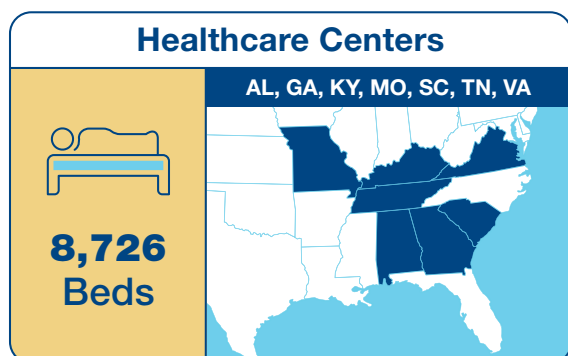 Healthcare Centers
AL, GA, KY, MO, SC, TN, VA
8,726
Beds